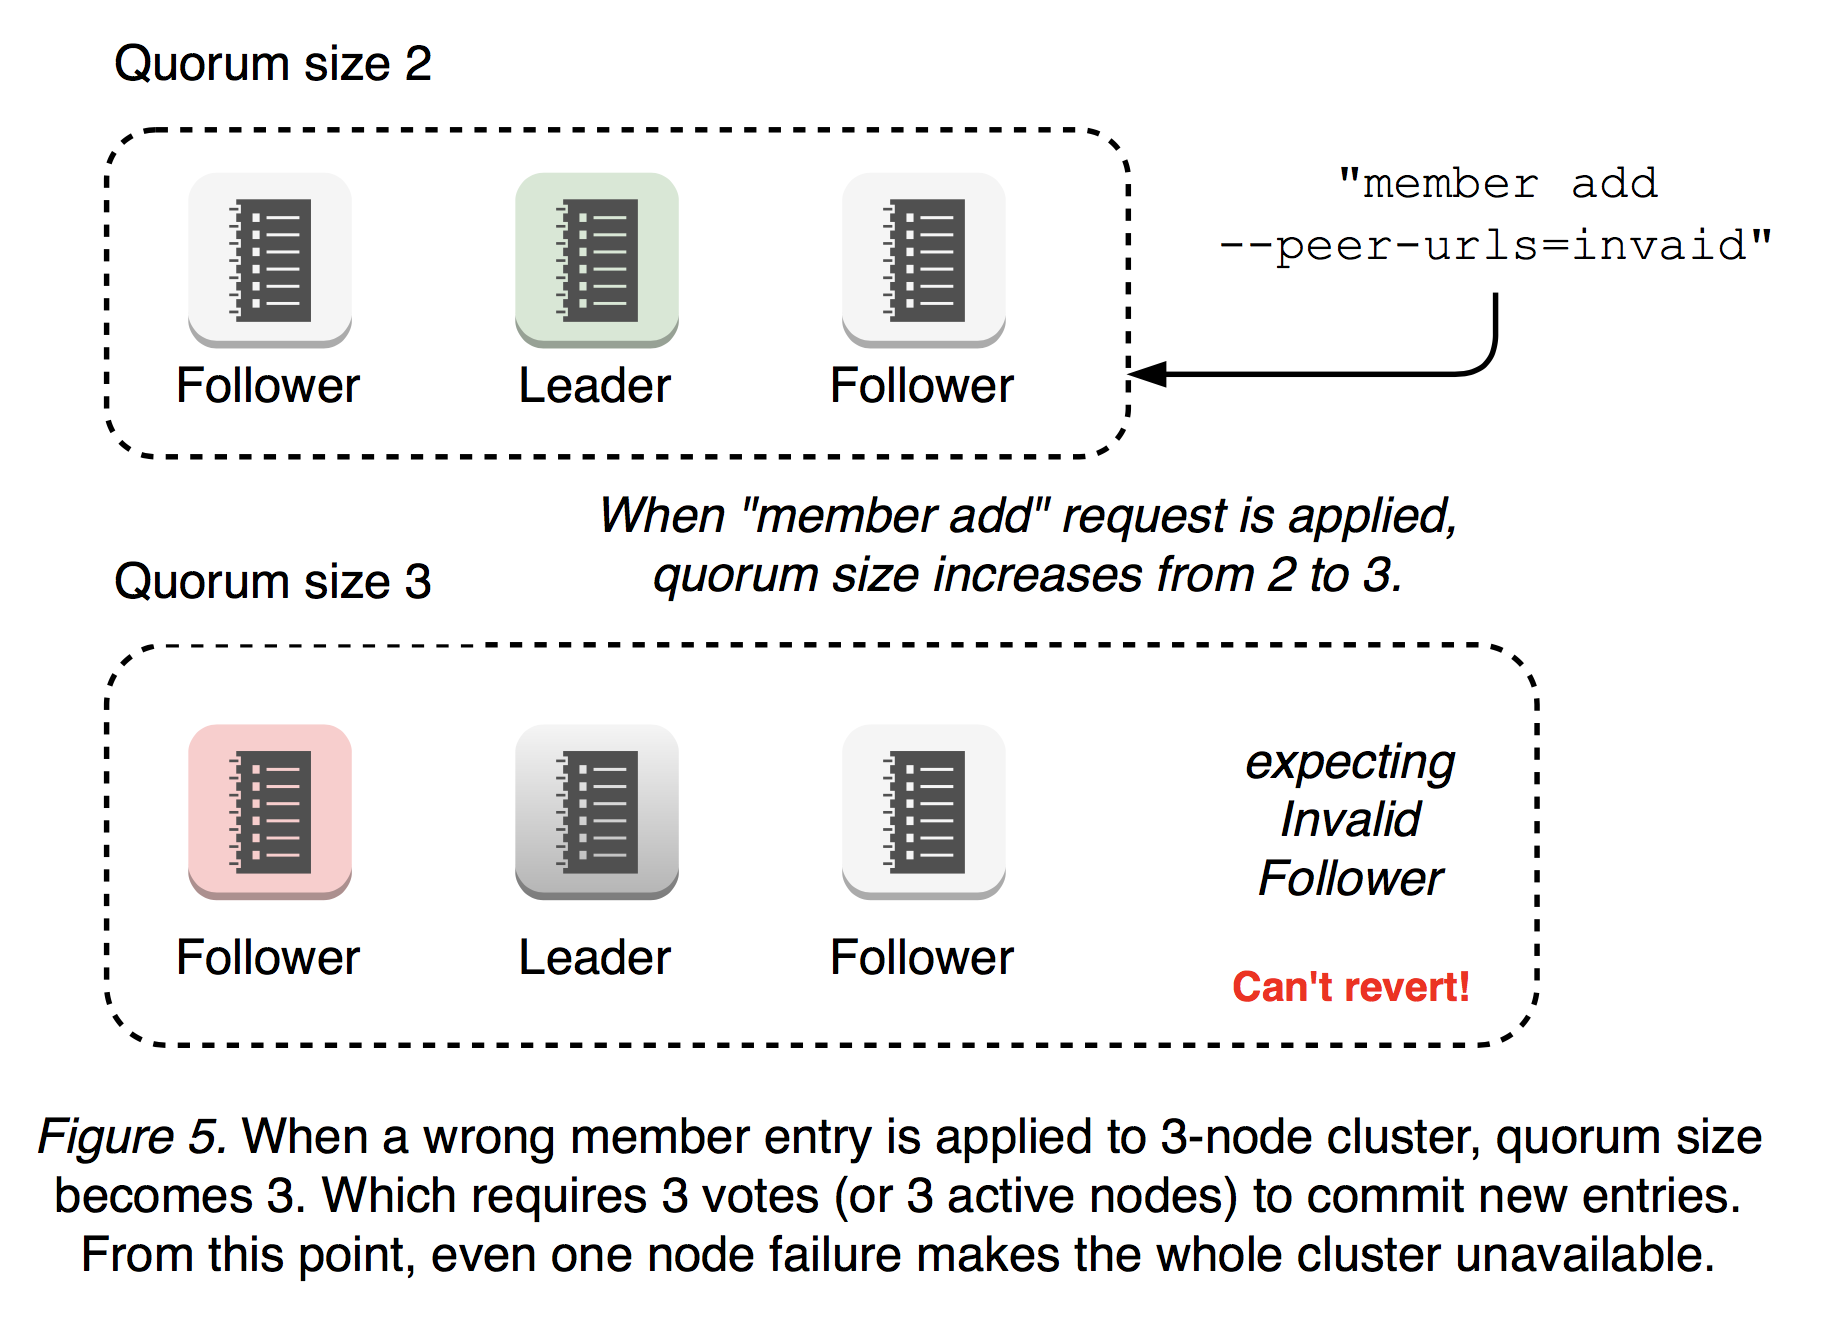 Quorum size 2
"member add
--peer-urls=invaid"
Follower
Leader
Follower
When "member add" request is applied,
quorum size increases from 2 to 3.
Quorum size 3
expecting
Invalid
Follower
Follower
Leader
Follower
Can't revert!
Figure 5. When a wrong member entry is applied to 3-node cluster, quorum size
becomes 3. Which requires 3 votes (or 3 active nodes) to commit new entries.
From this point, even one node failure makes the whole cluster unavailable.